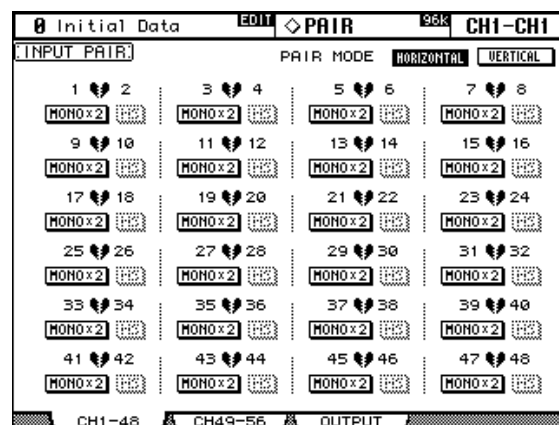 0 Initial Data EDIT ◇PAIR 96K CH1-CH1
INPUT PAIR PAIR MODE HORIZONTAL VERTICAL
1 2 3 4 5 6 7 8
MONO×2 MS MONO×2 MS MONO×2 MS MONO×2 MS
9 10 11 12 13 14 15 16
MONO×2 MS MONO×2 MS MONO×2 MS MONO×2 MS
17 18 19 20 21 22 23 24
MONO×2 MS MONO×2 MS MONO×2 MS MONO×2 MS
25 26 27 28 29 30 31 32
MONO×2 MS MONO×2 MS MONO×2 MS MONO×2 MS
33 34 35 36 37 38 39 40
MONO×2 MS MONO×2 MS MONO×2 MS MONO×2 MS
41 42 43 44 45 46 47 48
MONO×2 MS MONO×2 MS MONO×2 MS MONO×2 MS
CH1-48 CH49-56 OUTPUT